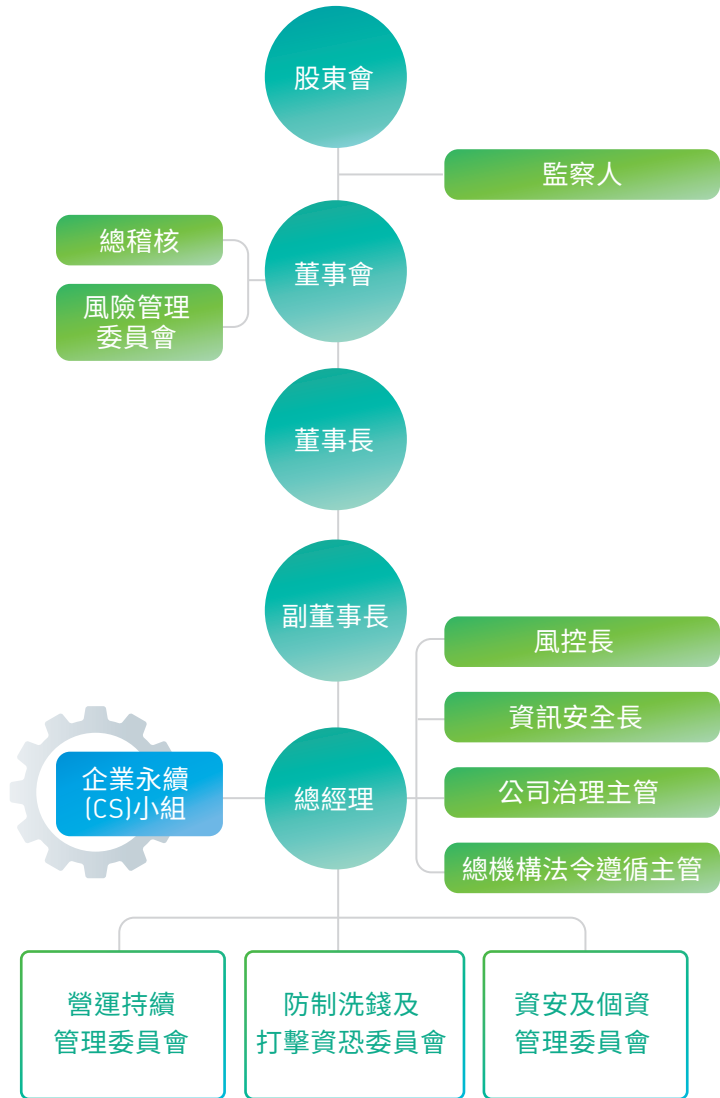 股東會
監察人
總稽核
董事會
風險管理
委員會
董事長
副董事長
風控長
資訊安全長
企業永續
(CS)小組
總經理
公司治理主管
總機構法令遵循主管
營運持續
管理委員會
防制洗錢及
打擊資恐委員會
資安及個資
管理委員會